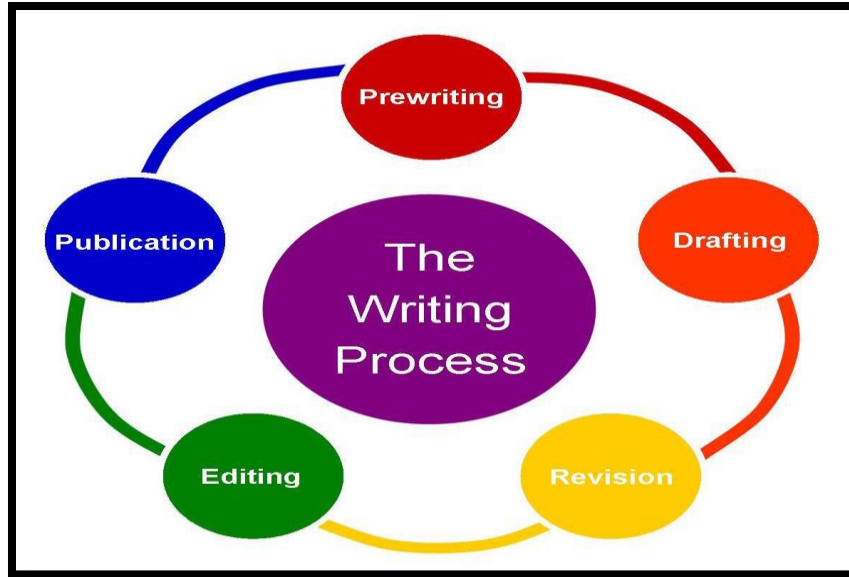 Prewriting
Publication
Drafting
The
Writing
Process
Editing
Revision